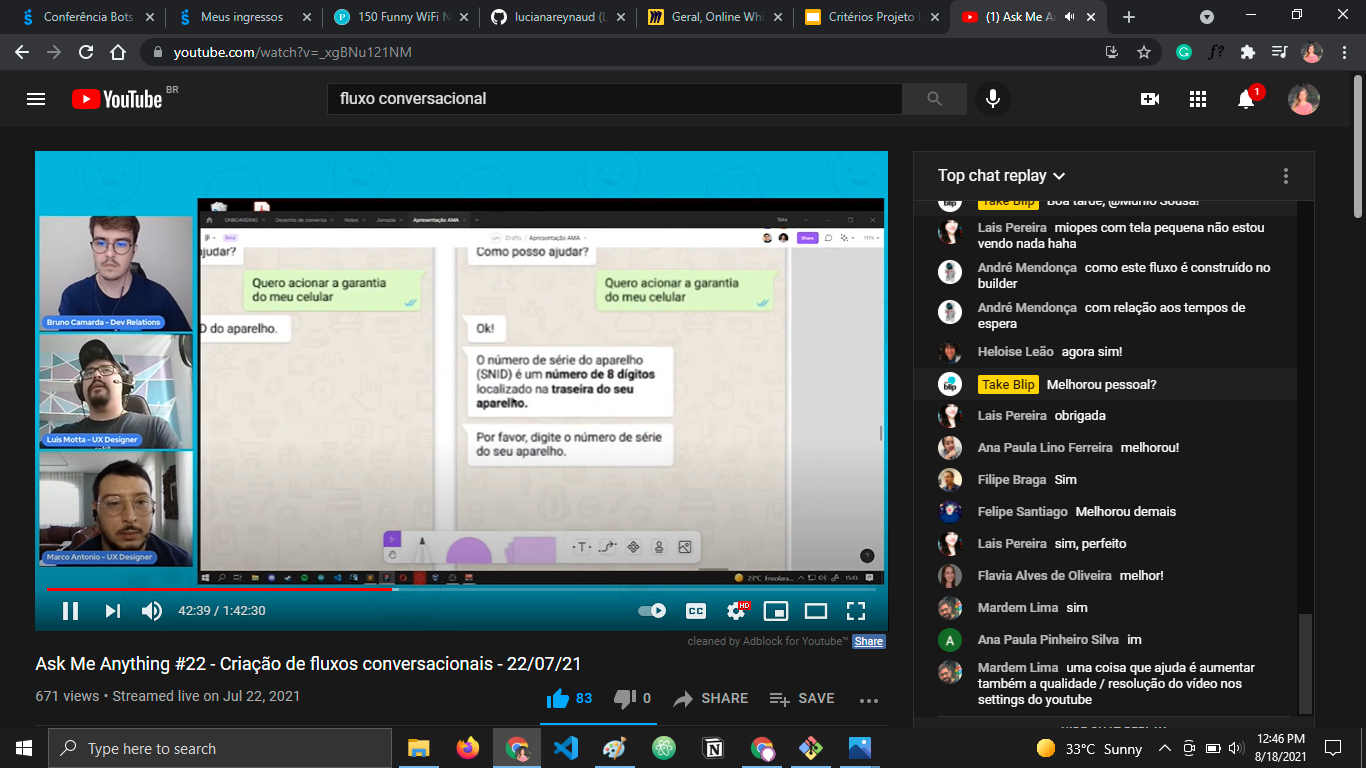 Conferência Bots
Meus ingressos
150 Funny WiFi N
lucianareynaud (L
Geral, Online Whi
Critérios Projeto I
(1) Ask Me An
youtube.com/watch?v=_xgBNu121NM
f?
YouTube BR
fluxo conversacional
1
ONBOARDING
Desenho de conversa
Notes
Jornada
Apresentação AMA
Beta
Drafts / Apresentação AMA
Share
ajudar?
Quero acionar a garantia
do meu celular
D do aparelho.
Como posso ajudar?
Quero acionar a garantia
do meu celular
Ok!
O número de série do aparelho
(SNID) é um número de 8 dígitos
localizado na traseira do seu
aparelho.
Por favor, digite o número de série
do seu aparelho.
Bruno Camarda - Dev Relations
Luis Motta - UX Designer
Marco Antonio - UX Designer
T
?
23°C Ensolara...
15:43
42:39 / 1:42:30
CC
HD
cleaned by Adblock for Youtube™ Share
Ask Me Anything #22 - Criação de fluxos conversacionais - 22/07/21
671 views • Streamed live on Jul 22, 2021
83
0
SHARE
SAVE
Top chat replay
blip Take Blip Boa tarde, @Murilo Sousa!
Lais Pereira miopes com tela pequena não estou
vendo nada haha
André Mendonça como este fluxo é construído no
builder
André Mendonça com relação aos tempos de
espera
Heloise Leão agora sim!
blip Take Blip Melhorou pessoal?
Lais Pereira obrigada
Ana Paula Lino Ferreira melhorou!
Filipe Braga Sim
Felipe Santiago Melhorou demais
Lais Pereira sim, perfeito
Flavia Alves de Oliveira melhor!
Mardem Lima sim
A Ana Paula Pinheiro Silva im
Mardem Lima uma coisa que ajuda é aumentar
também a qualidade / resolução do vídeo nos
settings do youtube
HIDE CHAT REPLAY
Type here to search
33°C Sunny
12:46 PM
8/18/2021